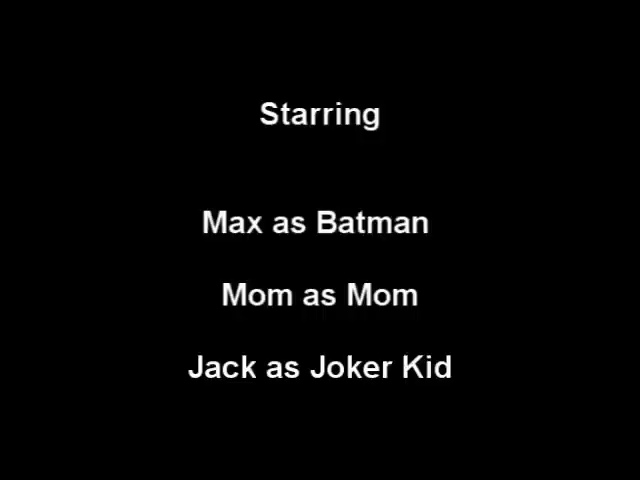 Starring
Max as Batman
Mom as Mom
Jack as Joker Kid